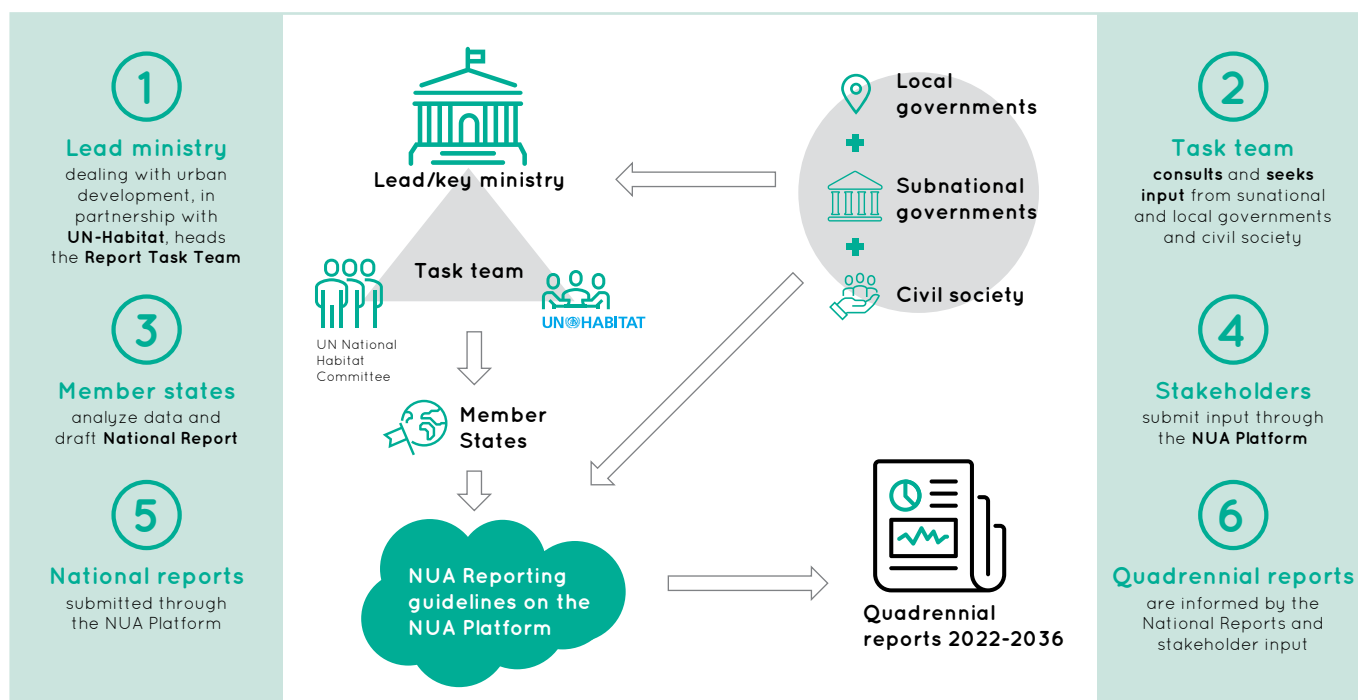 1
Lead ministry
dealing with urban
development, in
partnership with
UN-Habitat, heads
the Report Task Team
3
Member states
analyze data and
draft National Report
5
National reports
submitted through
the NUA Platform
Lead/key ministry
Task team
UN National
Habitat
Committee
UN HABITAT
Member
States
NUA Reporting
guidelines on the
NUA Platform
Local
governments
Subnational
governments
Civil society
Quadrennial
reports 2022-2036
2
Task team
consults and seeks
input from sunational
and local governments
and civil society
4
Stakeholders
submit input through
the NUA Platform
6
Quadrennial reports
are informed by the
National Reports and
stakeholder input